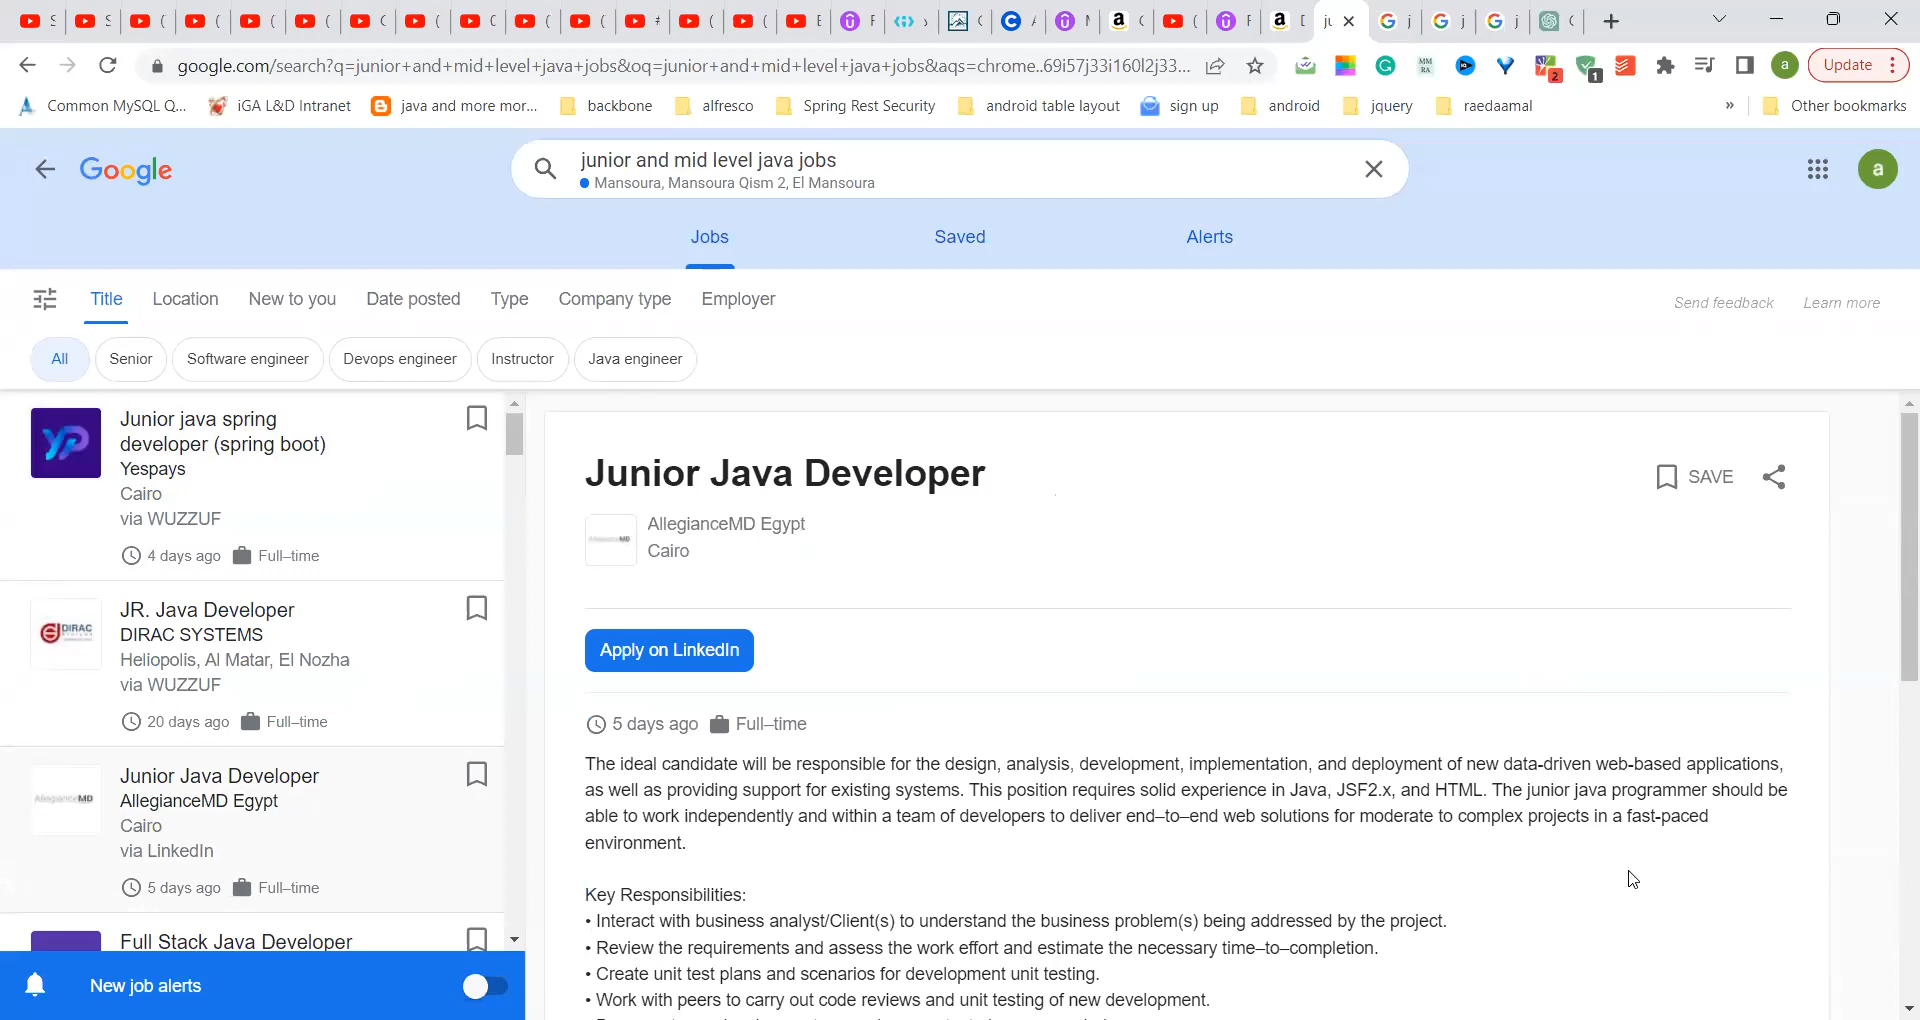 google.com/search?q=junior+and+mid+level+java+jobs&oq=junior+and+mid+level+java+jobs&aqs=chrome..69i57j33i160l2j33...
Update
Common MySQL Q...
iGA L&D Intranet
java and more mor...
backbone
alfresco
Spring Rest Security
android table layout
sign up
android
jquery
raedaamal
»
Other bookmarks
Google
junior and mid level java jobs
Mansoura, Mansoura Qism 2, El Mansoura
a
Jobs
Saved
Alerts
Title
Location
New to you
Date posted
Type
Company type
Employer
Send feedback
Learn more
All
Senior
Software engineer
Devops engineer
Instructor
Java engineer
Junior java spring
developer (spring boot)
Yespays
Cairo
via WUZZUF
4 days ago
Full–time
DIRAC
JR. Java Developer
DIRAC SYSTEMS
Heliopolis, Al Matar, El Nozha
via WUZZUF
20 days ago
Full–time
AllegianceMD
Junior Java Developer
AllegianceMD Egypt
Cairo
via LinkedIn
5 days ago
Full–time
Full Stack Java Developer
New job alerts
Junior Java Developer
SAVE
AllegianceMD
AllegianceMD Egypt
Cairo
Apply on LinkedIn
5 days ago
Full–time
The ideal candidate will be responsible for the design, analysis, development, implementation, and deployment of new data-driven web-based applications,
as well as providing support for existing systems. This position requires solid experience in Java, JSF2.x, and HTML. The junior java programmer should be
able to work independently and within a team of developers to deliver end–to–end web solutions for moderate to complex projects in a fast-paced
environment.
Key Responsibilities:
• Interact with business analyst/Client(s) to understand the business problem(s) being addressed by the project.
• Review the requirements and assess the work effort and estimate the necessary time–to–completion.
• Create unit test plans and scenarios for development unit testing.
• Work with peers to carry out code reviews and unit testing of new development.